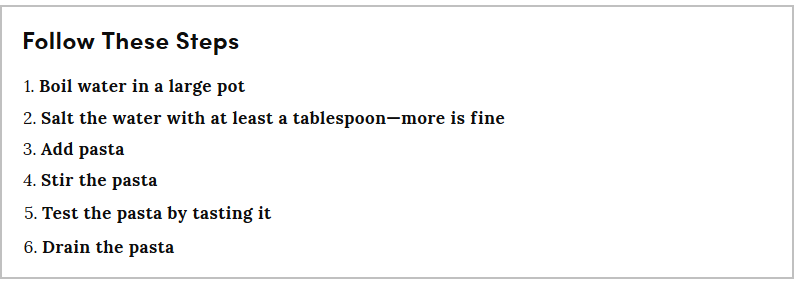 Follow These Steps
1. Boil water in a large pot
2. Salt the water with at least a tablespoon—more is fine
3. Add pasta
4. Stir the pasta
5. Test the pasta by tasting it
6. Drain the pasta